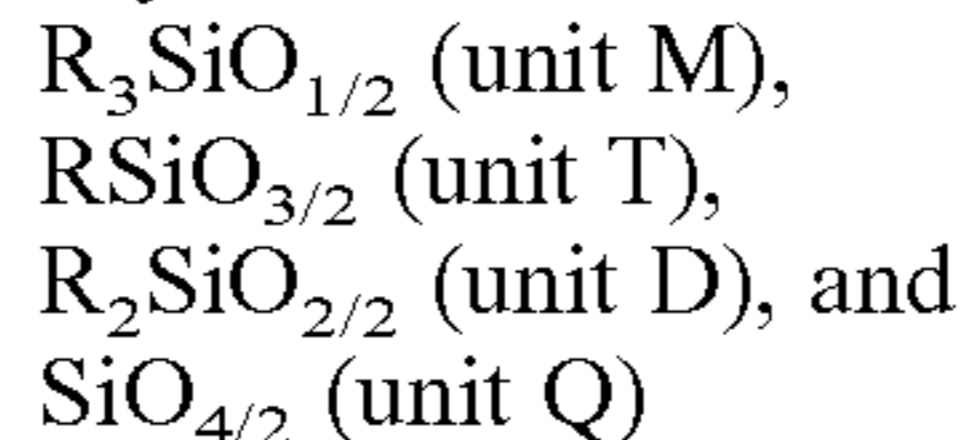 R₃SiO₁/₂ (unit M),
RSiO₃/₂ (unit T),
R₂SiO₂/₂ (unit D), and
SiO₄/₂ (unit Q)